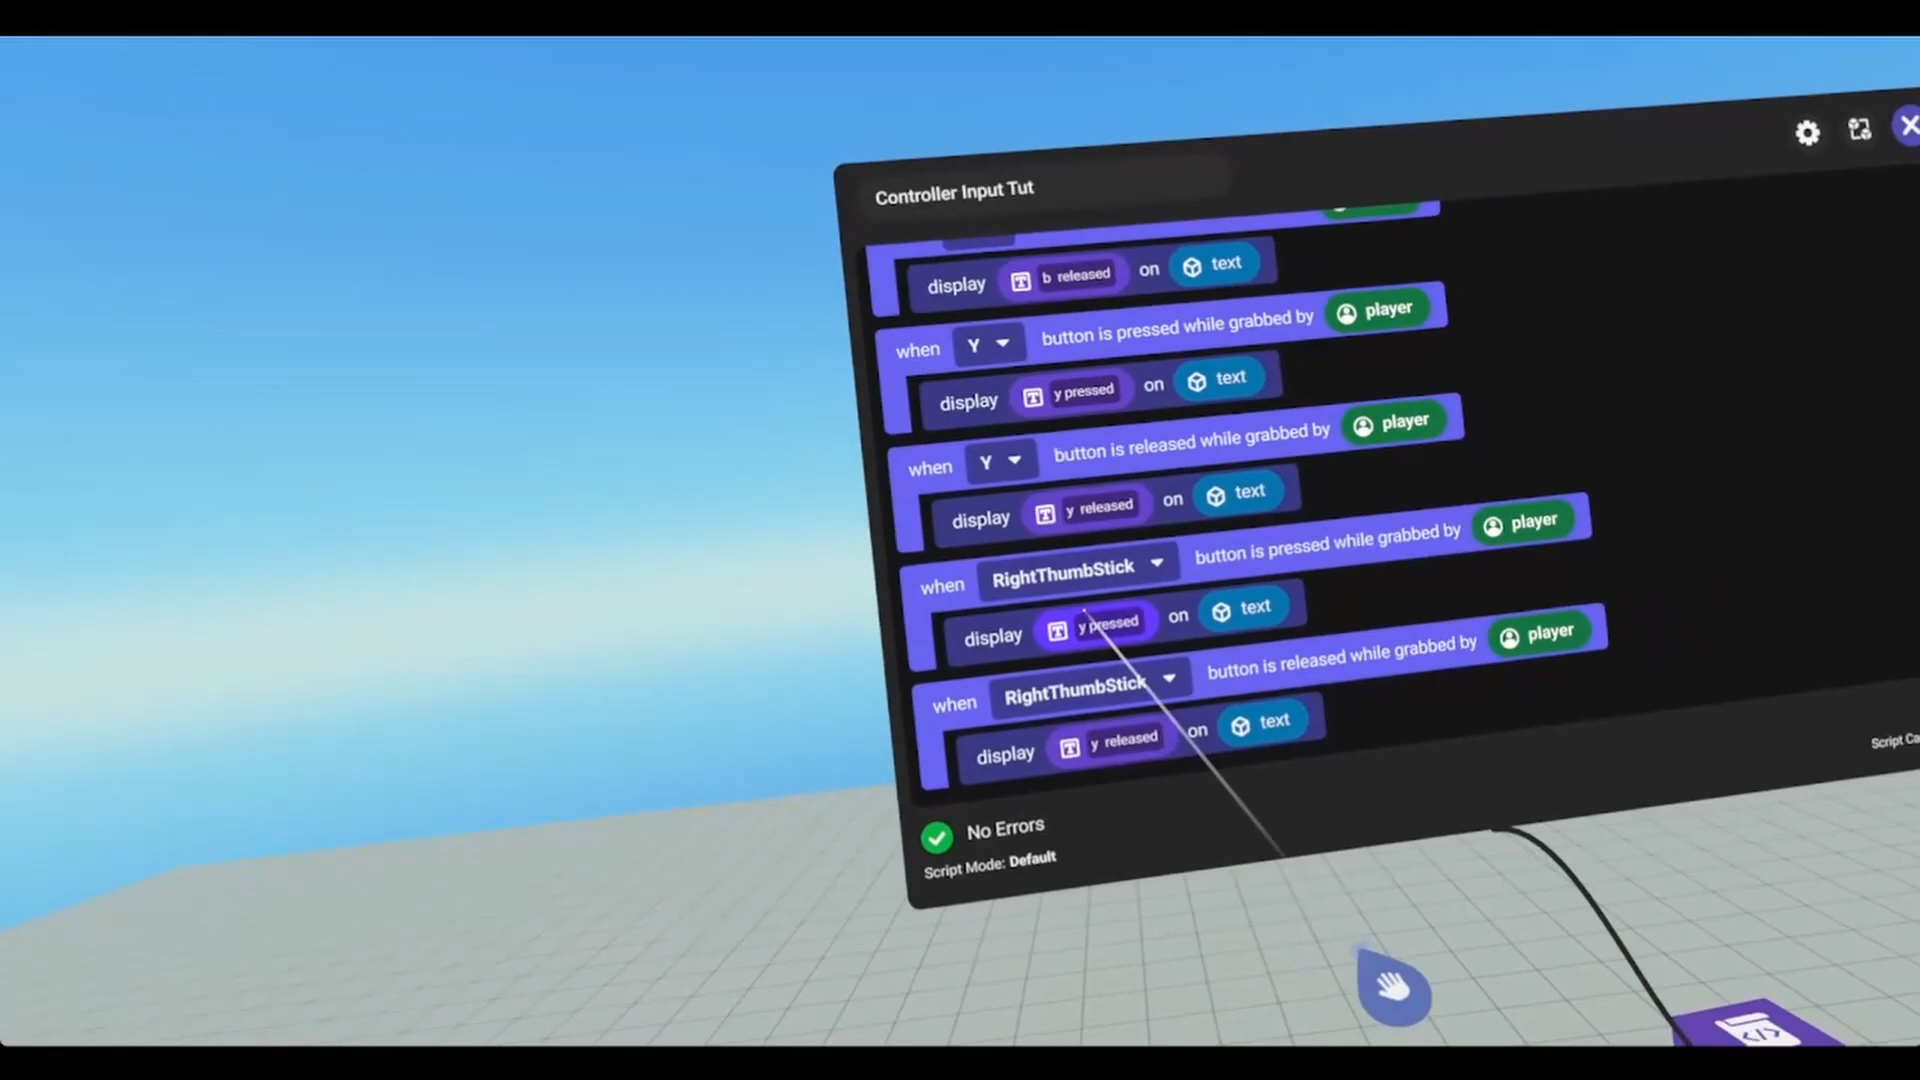 Controller Input Tut
display b released on text
when Y button is pressed while grabbed by player
display y pressed on text
when Y button is released while grabbed by player
display y released on text
when RightThumbStick button is pressed while grabbed by player
display y pressed on text
when RightThumbStick button is released while grabbed by player
display y released on text
No Errors
Script Mode: Default
Script Ca